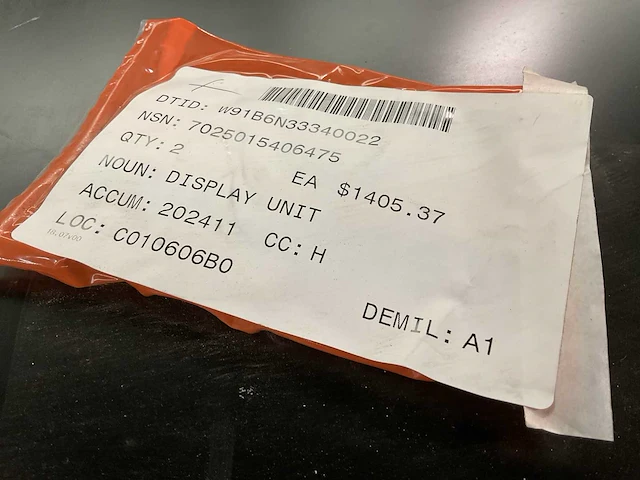 DTID: W91B6N33340022
NSN: 7025015406475
QTY: 2 EA $1405.37
NOUN: DISPLAY UNIT
ACCUM: 202411 CC: H
LOC: C010606B0
DEMIL: A1